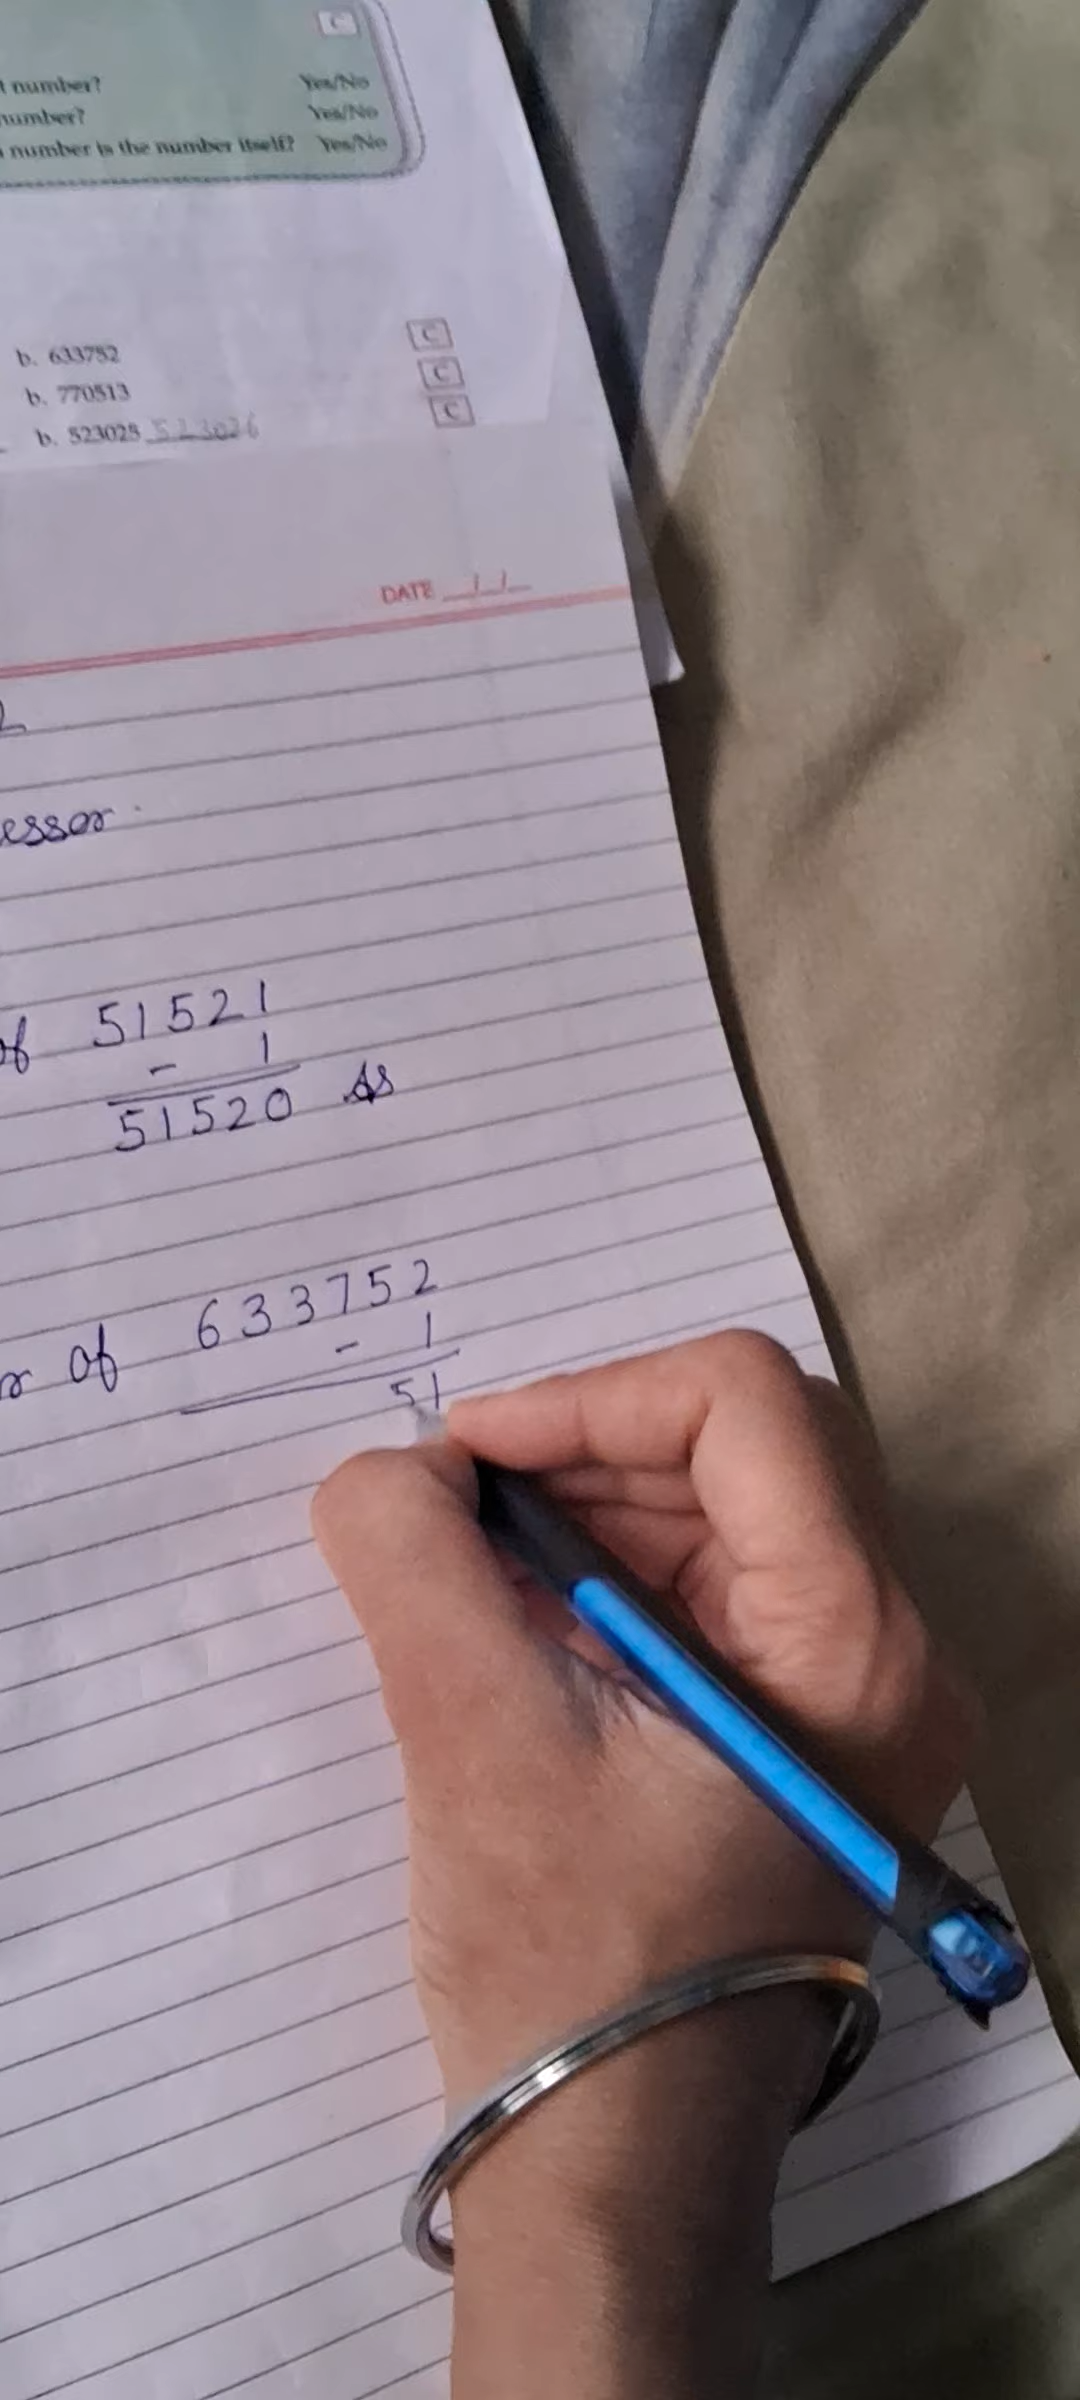 C
number? Yes/No
number? Yes/No
number is the number itself? Yes/No
b. 633752 C
b. 770513 C
b. 523025 523026 C
DATE / /
essor
of 51521
- 1
51520 As
r of 633752
- 1
51